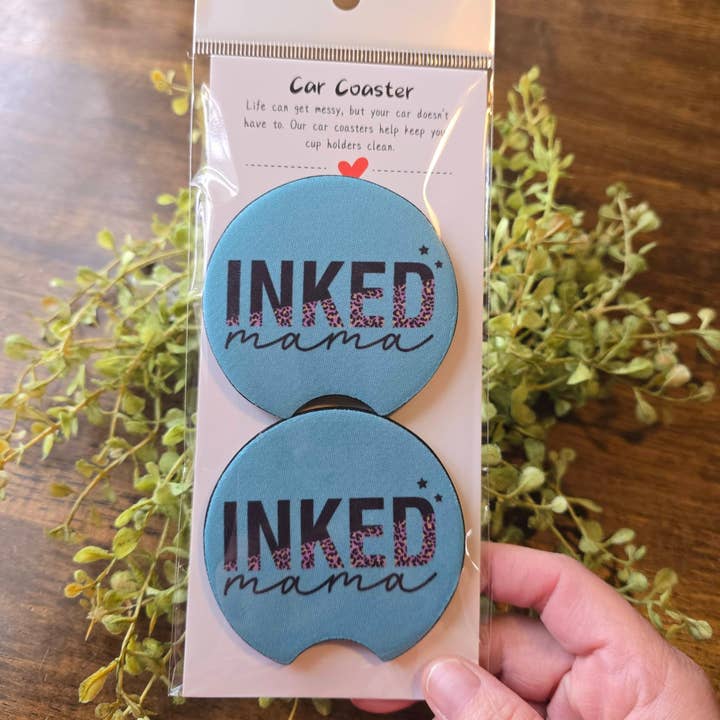 Car Coaster
Life can get messy, but your car doesn't
have to. Our car coasters help keep your
cup holders clean.
INKED
mama
INKED
mama